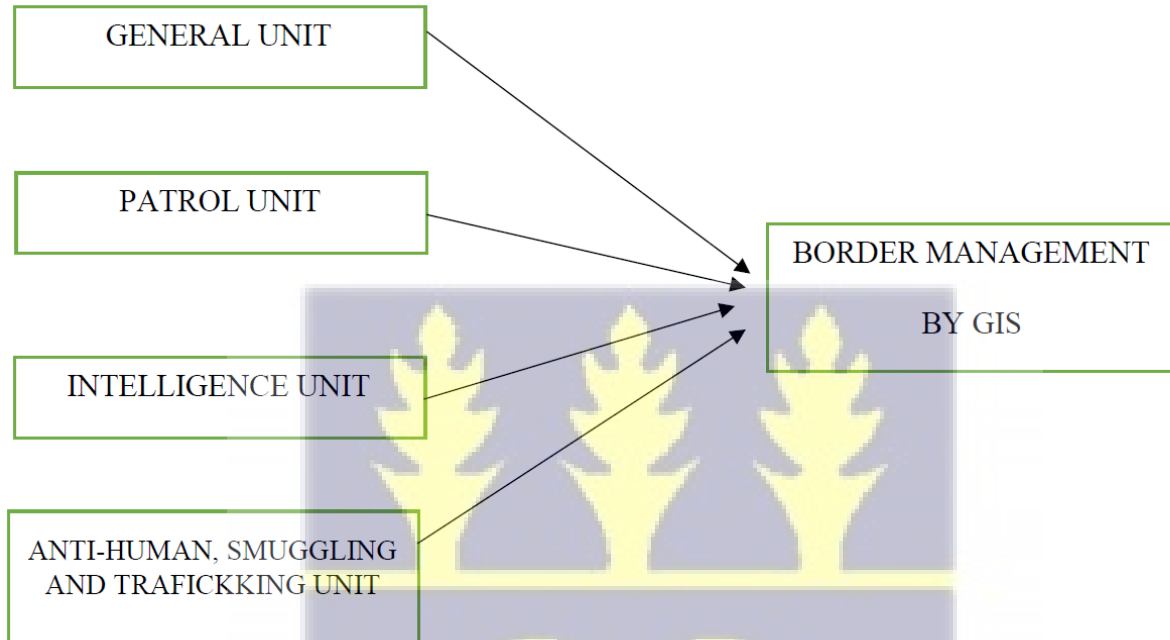 GENERAL UNIT
PATROL UNIT
BORDER MANAGEMENT
BY GIS
INTELLIGENCE UNIT
ANTI-HUMAN, SMUGGLING
AND TRAFICKKING UNIT